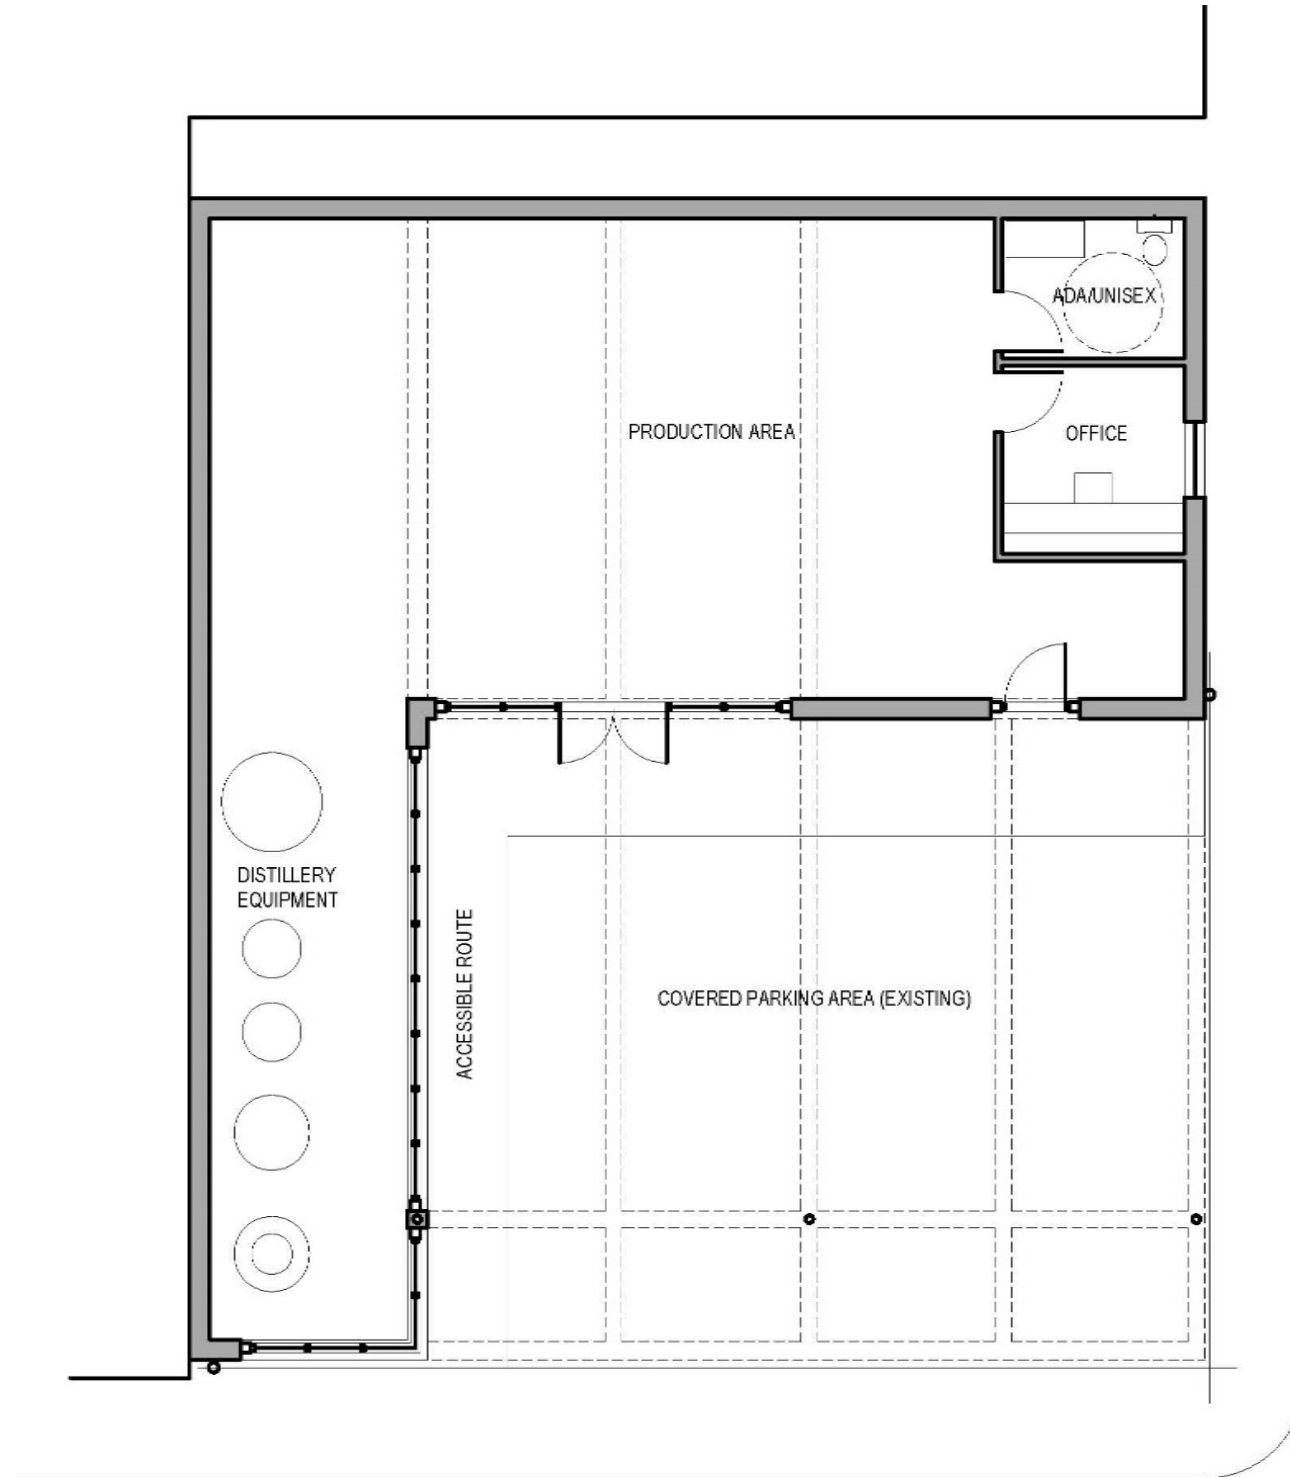 ADA/UNISEX
PRODUCTION AREA
OFFICE
DISTILLERY
EQUIPMENT
ACCESSIBLE ROUTE
COVERED PARKING AREA (EXISTING)